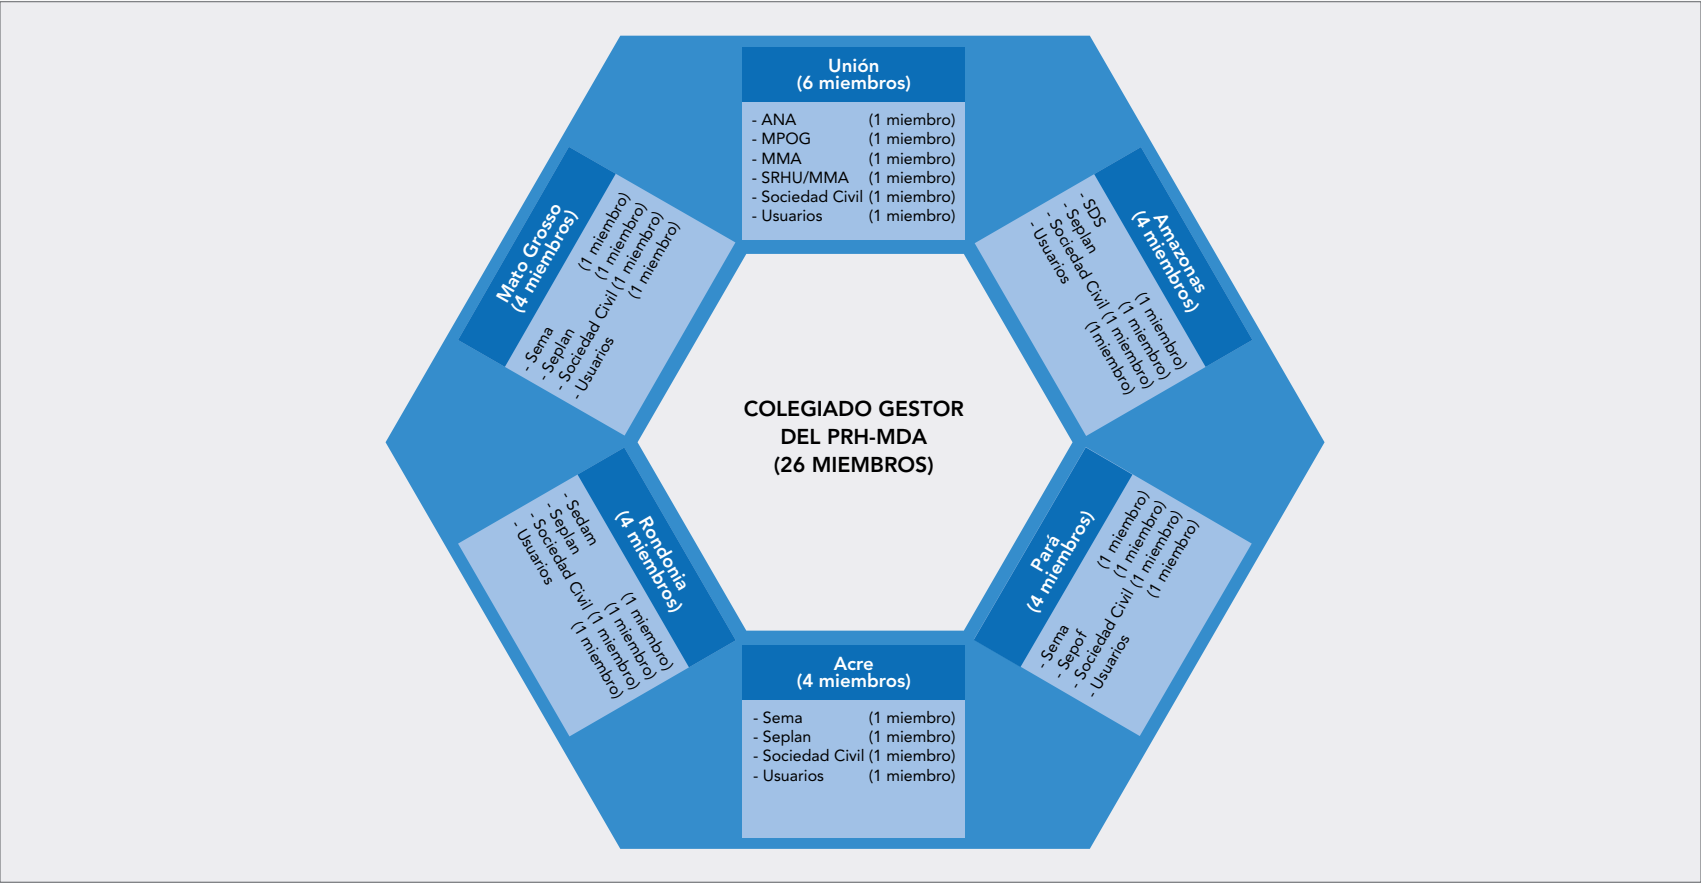 Unión
(6 miembros)
- ANA (1 miembro)
- MPOG (1 miembro)
- MMA (1 miembro)
- SRHU/MMA (1 miembro)
- Sociedad Civil (1 miembro)
- Usuarios (1 miembro)
Amazonas
(4 miembros)
- SDS (1 miembro)
- Seplan (1 miembro)
- Sociedad Civil (1 miembro)
- Usuarios (1miembro)
Pará
(4 miembros)
- Sema (1 miembro)
- Sepof (1 miembro)
- Sociedad Civil (1 miembro)
- Usuarios (1 miembro)
Acre
(4 miembros)
- Sema (1 miembro)
- Seplan (1 miembro)
- Sociedad Civil (1 miembro)
- Usuarios (1 miembro)
Rondonia
(4 miembros)
- Sedam (1 miembro)
- Seplan (1 miembro)
- Sociedad Civil (1 miembro)
- Usuarios (1 miembro)
Mato Grosso
(4 miembros)
- Sema (1 miembro)
- Seplan (1 miembro)
- Sociedad Civil (1 miembro)
- Usuarios (1 miembro)
COLEGIADO GESTOR
DEL PRH-MDA
(26 MIEMBROS)